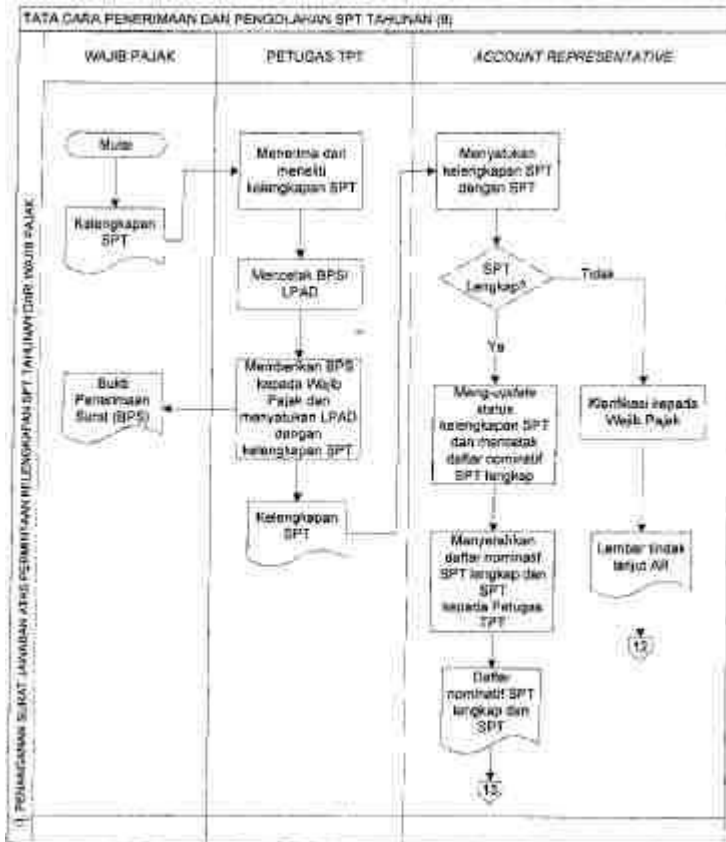 TATA CARA PENERIMAAN DAN PENGOLAHAN SPT TAHUNAN (9)
WAJIB PAJAK
PETUGAS TPT
ACCOUNT REPRESENTATIVE
PENANGANAN SURAT JAWABAN ATAS PERMINTAAN KELENGKAPAN SPT TAHUNAN DARI WAJIB PAJAK
Mulai
Kelengkapan
SPT
Bukti
Penerimaan
Surat (BPS)
Menerima dan
meneliti
kelengkapan SPT
Mencetak BPS/
LPAD
Memberikan BPS
kepada Wajib
Pajak dan
menyatukan LPAD
dengan
kelengkapan SPT
Kelengkapan
SPT
Menyatukan
kelengkapan SPT
dengan SPT
SPT
Lengkap?
Tidak
Ya
Meng-update
status
kelengkapan SPT
dan mencetak
daftar nominatif
SPT lengkap
Klarifikasi kepada
Wajib Pajak
Menyerahkan
daftar nominatif
SPT lengkap dan
SPT
kepada Petugas
TPT
Lembar tindak
lanjut AR
12
Daftar
nominatif SPT
lengkap dan
SPT
13